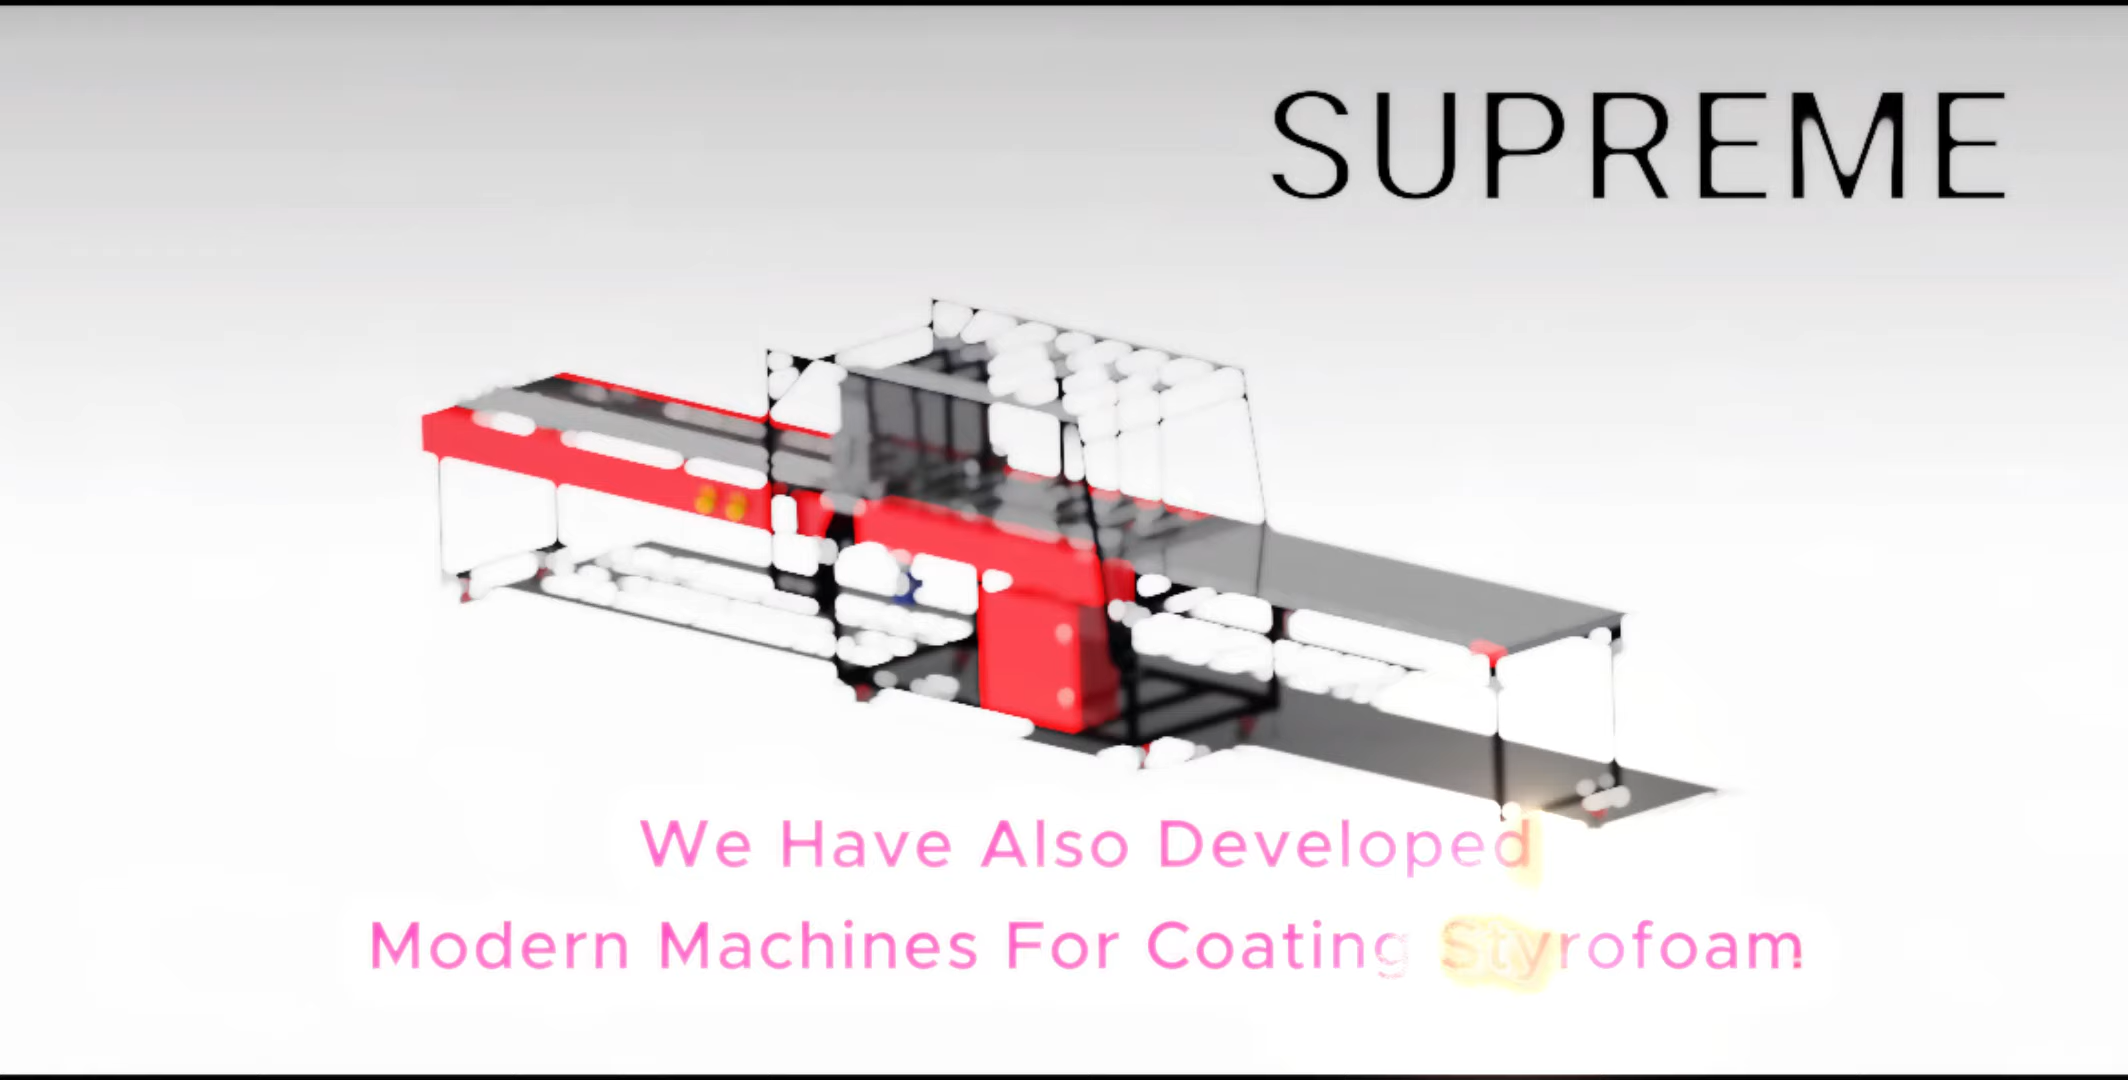 SUPREME
We Have Also Developed
Modern Machines For Coating Styrofoam